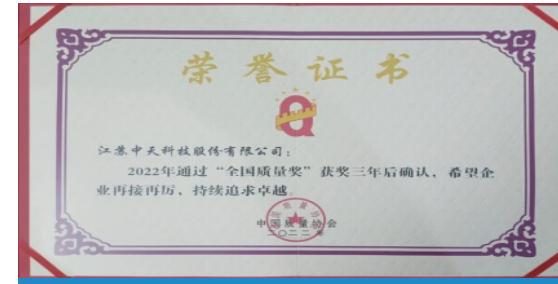 荣誉证书
江苏中天科技股份有限公司：
2022年通过“全国质量奖”获奖三年后确认，希望企
业再接再厉，持续追求卓越。
中国质量协会
二〇二二年